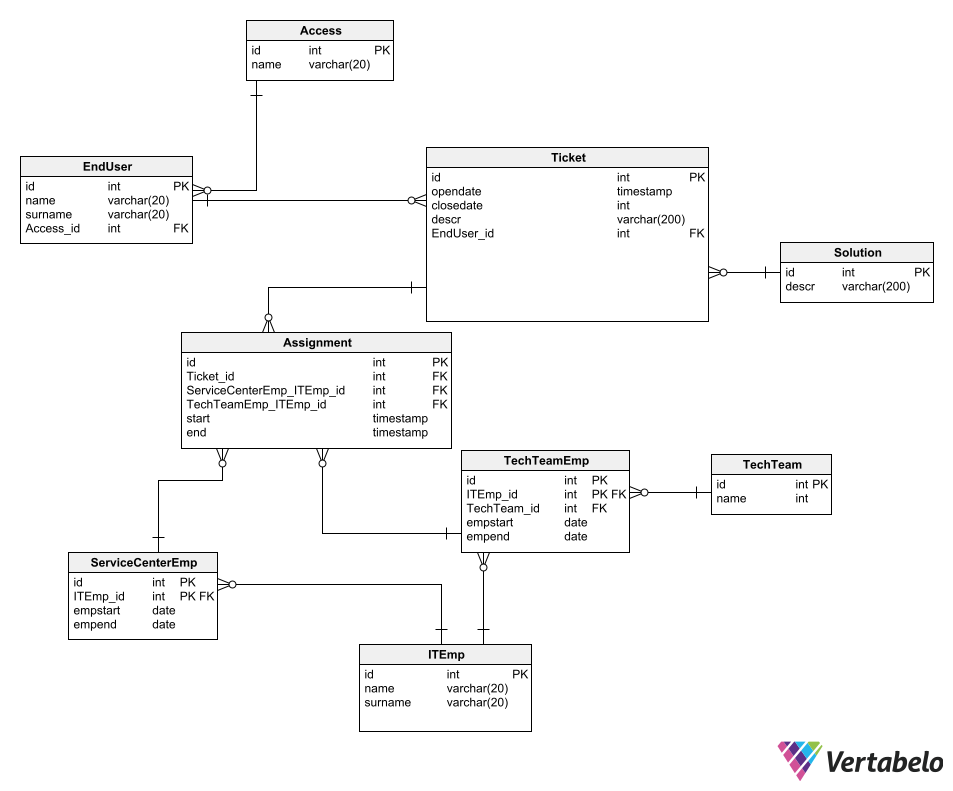 Access
id int PK
name varchar(20)
EndUser
id int PK
name varchar(20)
surname varchar(20)
Access_id int FK
Ticket
id int PK
opendate timestamp
closedate int
descr varchar(200)
EndUser_id int FK
Solution
id int PK
descr varchar(200)
Assignment
id int PK
Ticket_id int FK
ServiceCenterEmp_ITEmp_id int FK
TechTeamEmp_ITEmp_id int FK
start timestamp
end timestamp
TechTeamEmp
id int PK
ITEmp_id int PK FK
TechTeam_id int FK
empstart date
empend date
TechTeam
id int PK
name int
ServiceCenterEmp
id int PK
ITEmp_id int PK FK
empstart date
empend date
ITEmp
id int PK
name varchar(20)
surname varchar(20)
Vertabelo